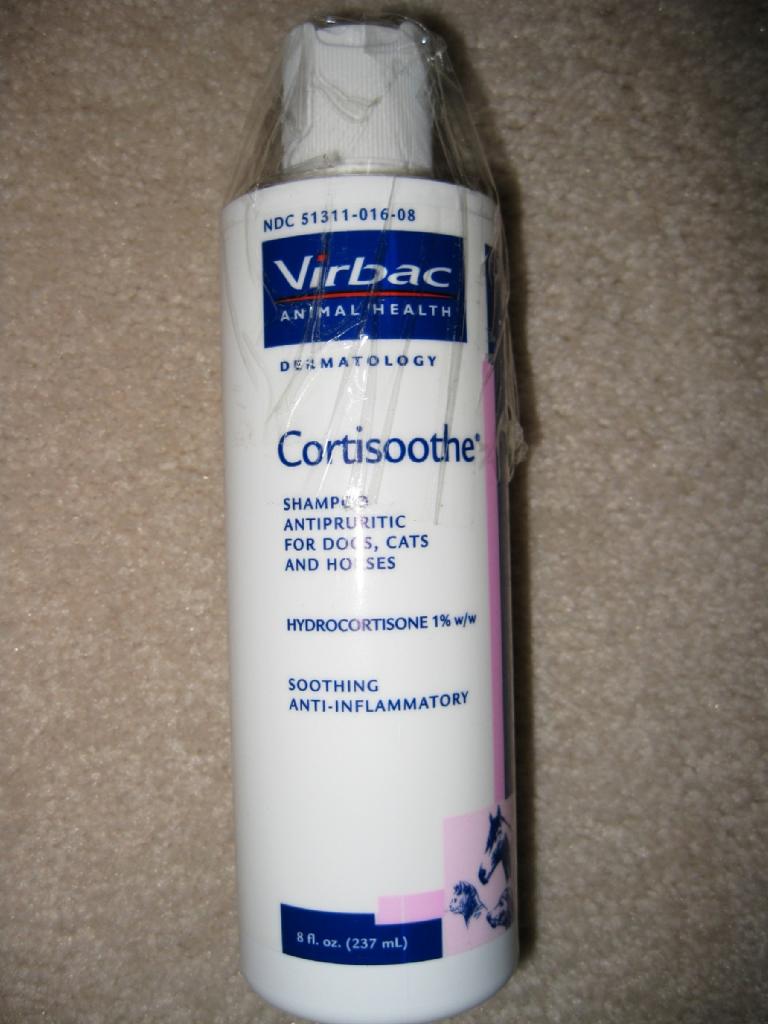 NDC 51311-016-08
Virbac
ANIMAL HEALTH
DERMATOLOGY
Cortisoothe®
SHAMPOO
ANTIPRURITIC
FOR DOGS, CATS
AND HORSES
HYDROCORTISONE 1% w/w
SOOTHING
ANTI-INFLAMMATORY
8 fl. oz. (237 mL)